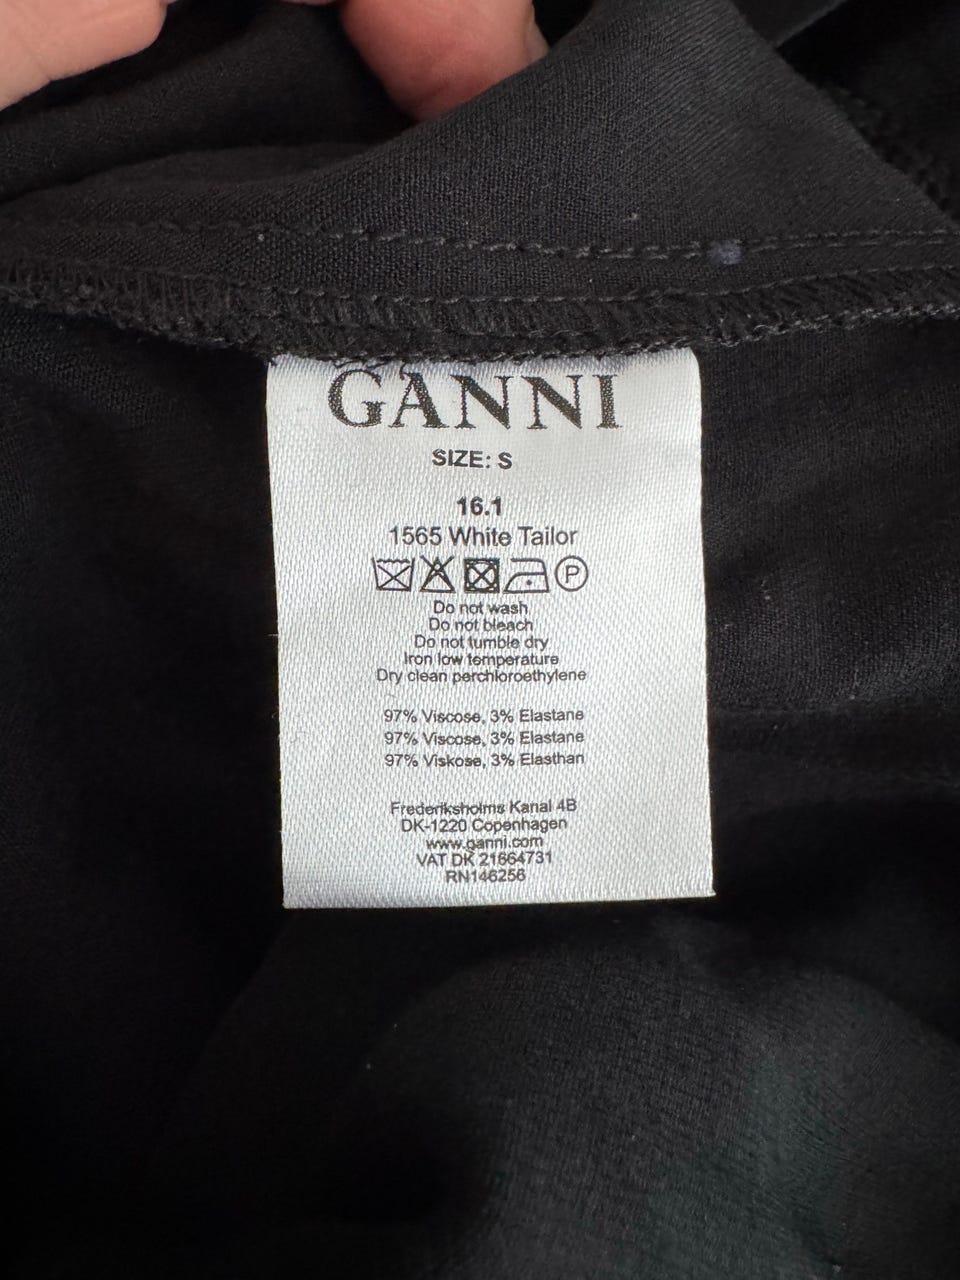 GANNI
SIZE: S
16.1
1565 White Tailor
P
Do not wash
Do not bleach
Do not tumble dry
Iron low temperature
Dry clean perchloroethylene
97% Viscose, 3% Elastane
97% Viscose, 3% Elastane
97% Viskose, 3% Elasthan
Frederiksholms Kanal 4B
DK-1220 Copenhagen
www.ganni.com
VAT DK 21664731
RN146256